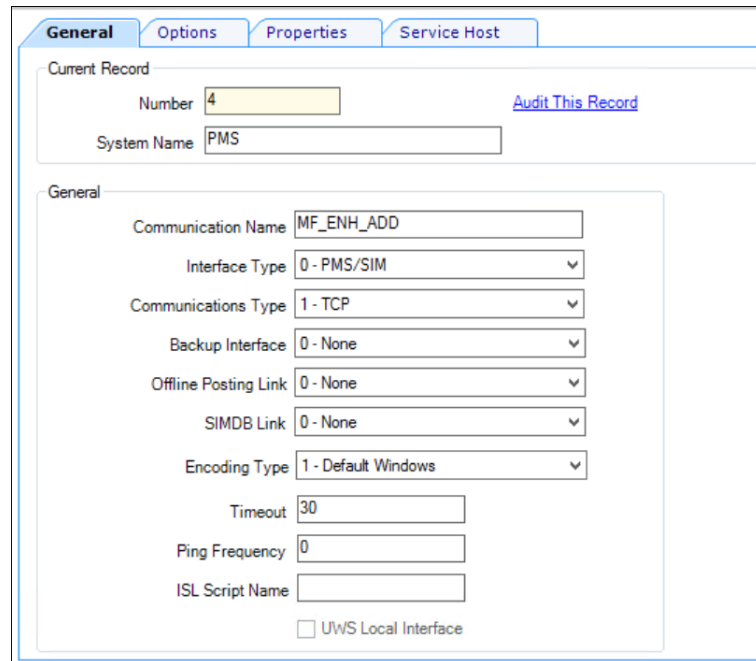 General Options Properties Service Host
Current Record
Number 4 Audit This Record
System Name PMS
General
Communication Name MF_ENH_ADD
Interface Type 0 - PMS/SIM
Communications Type 1 - TCP
Backup Interface 0 - None
Offline Posting Link 0 - None
SIMDB Link 0 - None
Encoding Type 1 - Default Windows
Timeout 30
Ping Frequency 0
ISL Script Name
UWS Local Interface